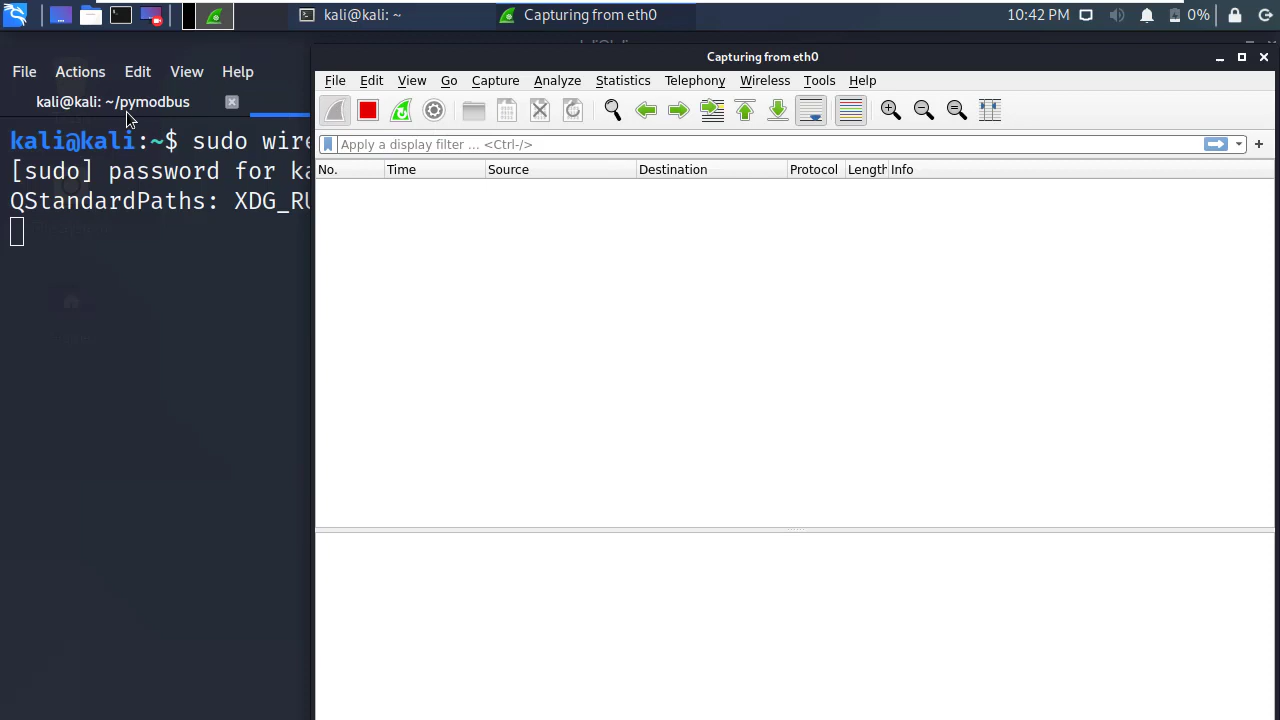 kali@kali: ~
Capturing from eth0
10:42 PM
0%
Capturing from eth0
File Actions Edit View Help
File Edit View Go Capture Analyze Statistics Telephony Wireless Tools Help
kali@kali: ~/pymodbus
kali@kali:~$ sudo wire
[sudo] password for ka
QStandardPaths: XDG_RU
Apply a display filter ... <Ctrl-/>
No. Time Source Destination Protocol Length Info